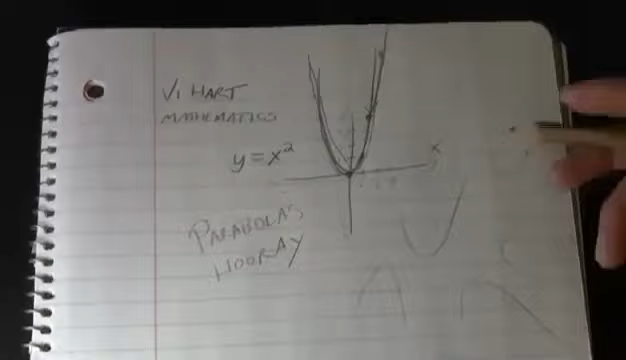 VI HART
MATHEMATICS
y = x²
x
PARABOLAS
HOORAY